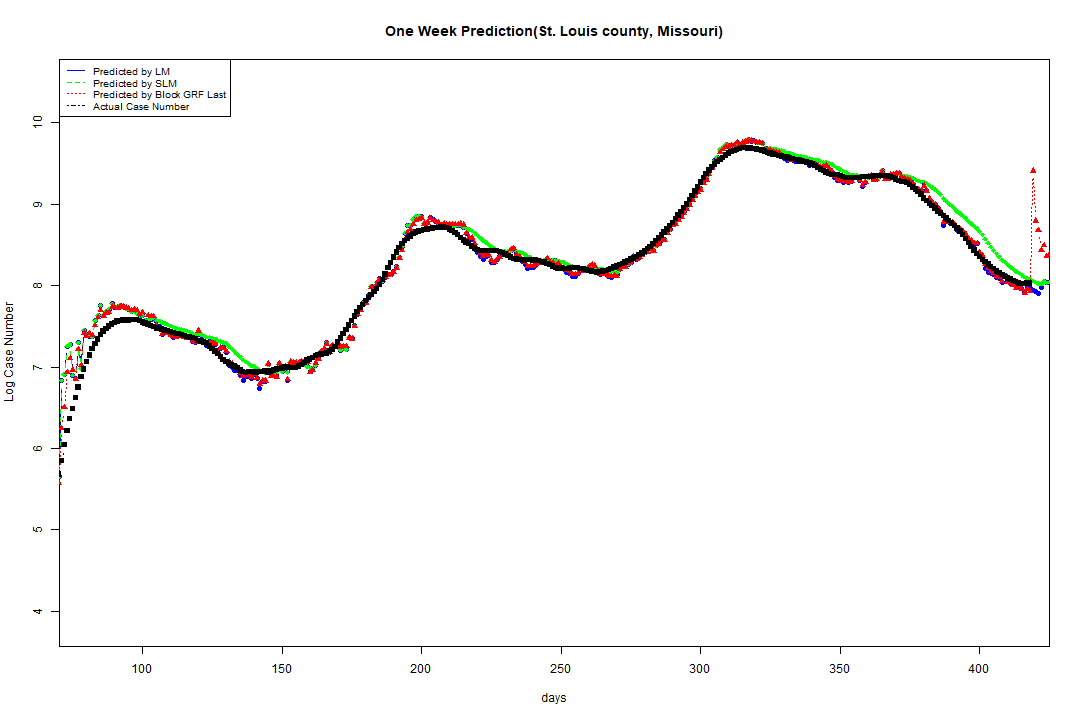 One Week Prediction(St. Louis county, Missouri)
Predicted by LM
Predicted by SLM
Predicted by Block GRF Last
Actual Case Number
10
9
8
7
6
5
4
Log Case Number
100 150 200 250 300 350 400
days